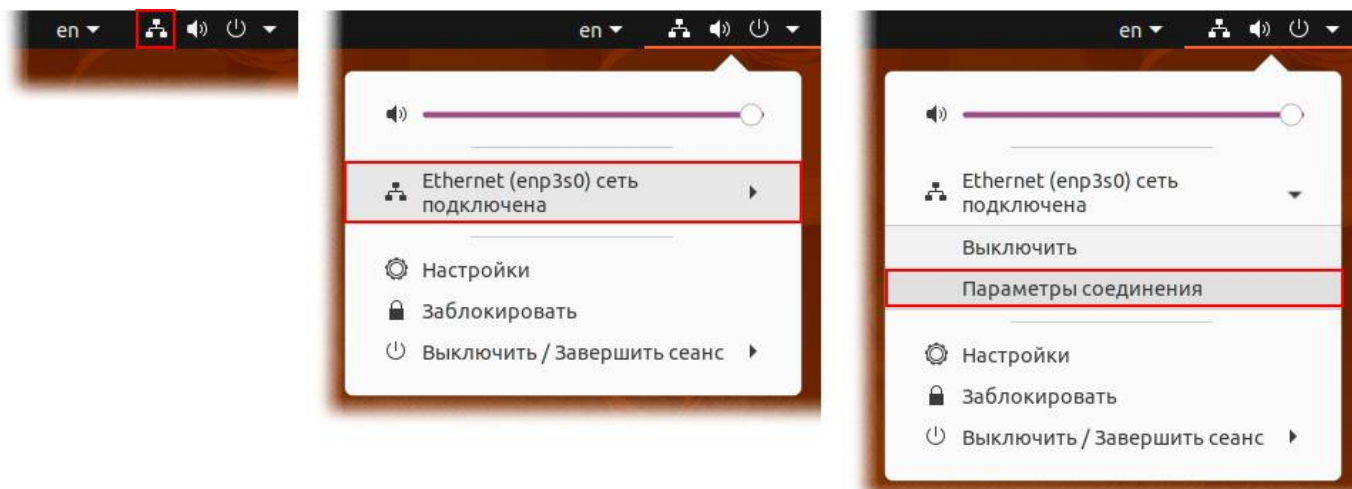 en
en
Ethernet (enp3s0) сеть
подключена
Настройки
Заблокировать
Выключить / Завершить сеанс
en
Ethernet (enp3s0) сеть
подключена
Выключить
Параметры соединения
Настройки
Заблокировать
Выключить / Завершить сеанс